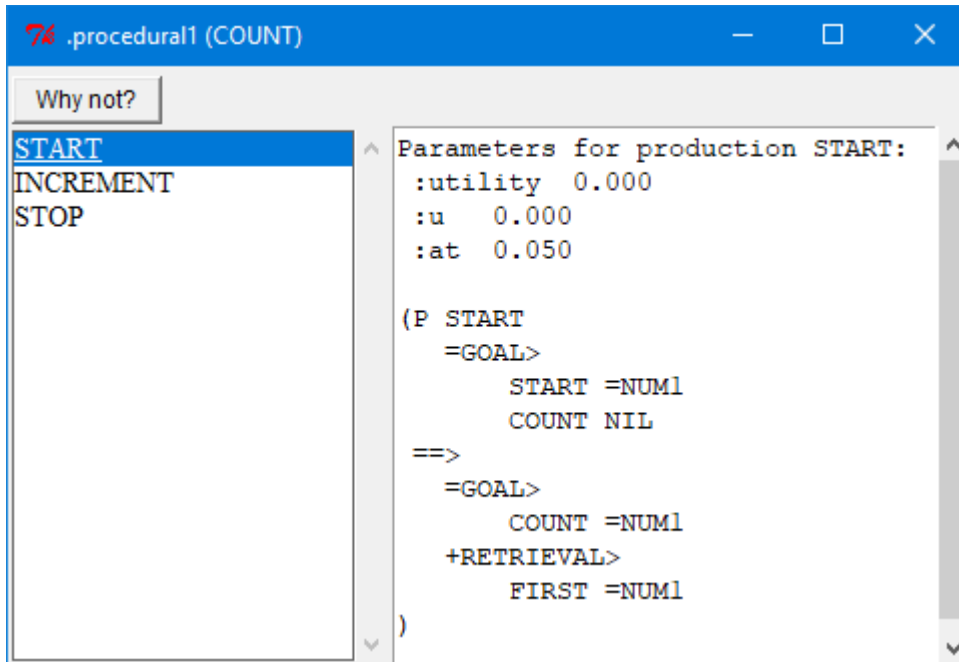 7k .procedural1 (COUNT)
Why not?
START
INCREMENT
STOP
Parameters for production START:
:utility 0.000
:u 0.000
:at 0.050
(P START
=GOAL>
START =NUM1
COUNT NIL
==>
=GOAL>
COUNT =NUM1
+RETRIEVAL>
FIRST =NUM1
)